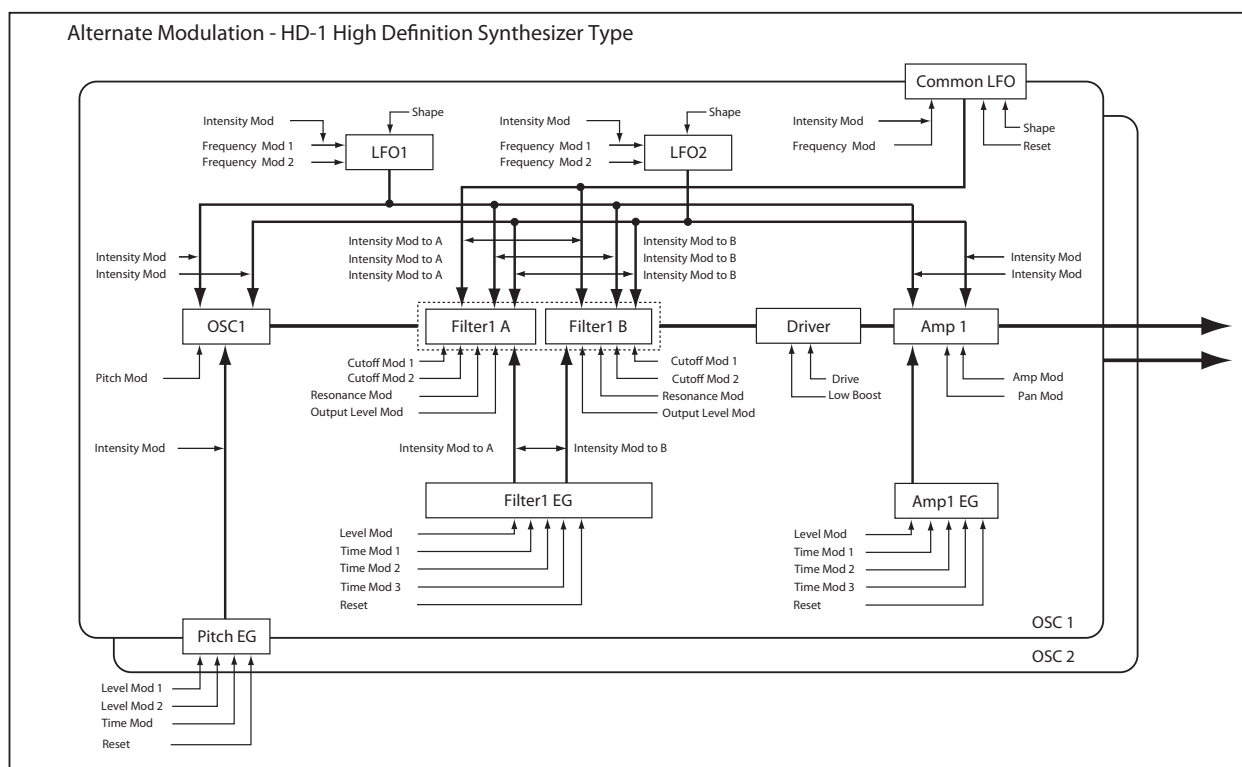 Alternate Modulation - HD-1 High Definition Synthesizer Type
Common LFO
Intensity Mod
Frequency Mod
Shape
Reset
Shape
Intensity Mod
Frequency Mod 1
Frequency Mod 2
LFO1
Shape
Intensity Mod
Frequency Mod 1
Frequency Mod 2
LFO2
Intensity Mod
Intensity Mod
Intensity Mod to A
Intensity Mod to A
Intensity Mod to A
Intensity Mod to B
Intensity Mod to B
Intensity Mod to B
Intensity Mod
Intensity Mod
OSC1
Filter1 A
Filter1 B
Driver
Amp 1
Pitch Mod
Cutoff Mod 1
Cutoff Mod 2
Resonance Mod
Output Level Mod
Cutoff Mod 1
Cutoff Mod 2
Resonance Mod
Output Level Mod
Drive
Low Boost
Amp Mod
Pan Mod
Intensity Mod
Intensity Mod to A
Intensity Mod to B
Filter1 EG
Amp1 EG
Level Mod
Time Mod 1
Time Mod 2
Time Mod 3
Reset
Level Mod
Time Mod 1
Time Mod 2
Time Mod 3
Reset
OSC 1
Pitch EG
OSC 2
Level Mod 1
Level Mod 2
Time Mod
Reset